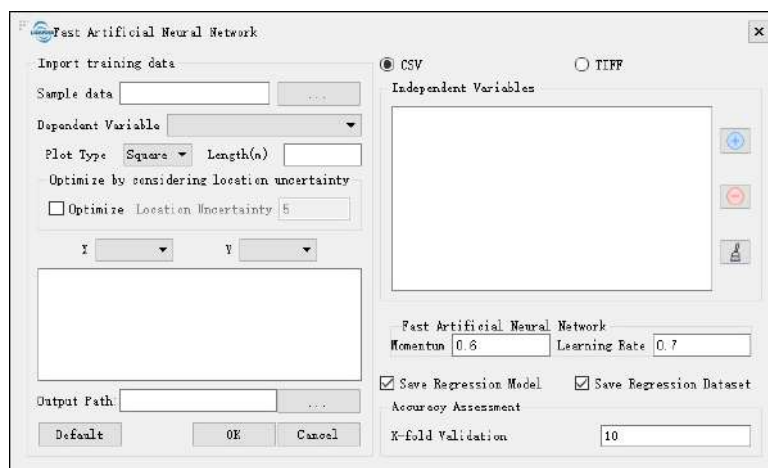 Fast Artificial Neural Network
Import training data
Sample data ...
Dependent Variable
Plot Type Square Length(m)
Optimize by considering location uncertainty
Optimize Location Uncertainty 5
X Y
Output Path: ...
Default OK Cancel
CSV TIFF
Independent Variables
Fast Artificial Neural Network
Momentum 0.6 Learning Rate 0.7
Save Regression Model Save Regression Dataset
Accuracy Assessment
K-fold Validation 10